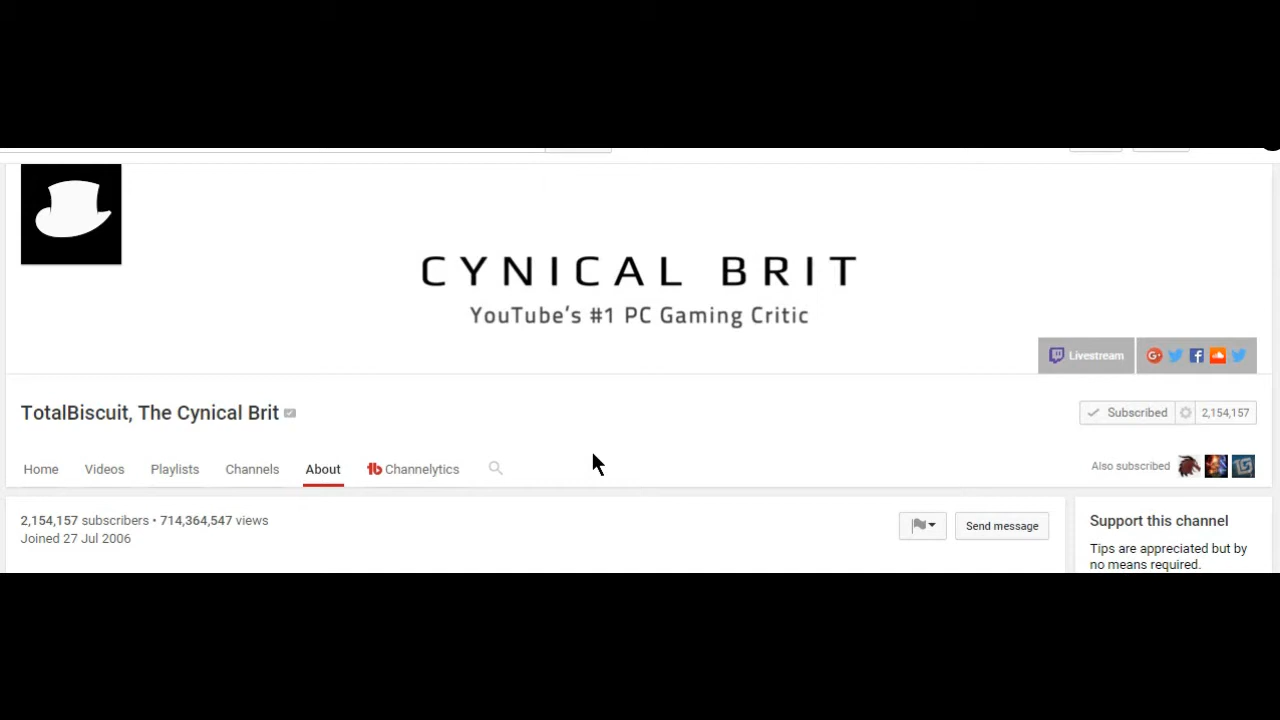 CYNICAL BRIT
YouTube's #1 PC Gaming Critic
Livestream
TotalBiscuit, The Cynical Brit
Subscribed 2,154,157
Home Videos Playlists Channels About Channelytics
Also subscribed
2,154,157 subscribers • 714,364,547 views
Joined 27 Jul 2006
Send message
Support this channel
Tips are appreciated but by
no means required.